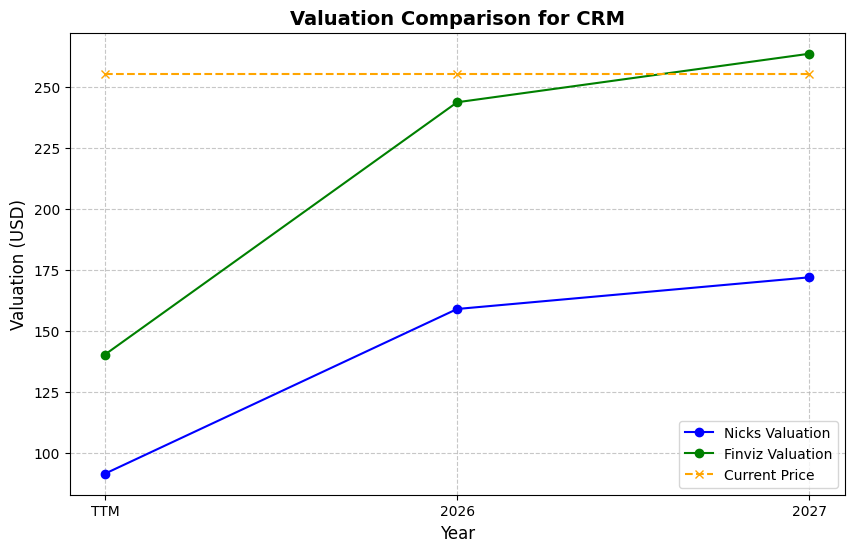 Valuation Comparison for CRM
Valuation (USD)
250
225
200
175
150
125
100
TTM
2026
2027
Year
Nicks Valuation
Finviz Valuation
Current Price